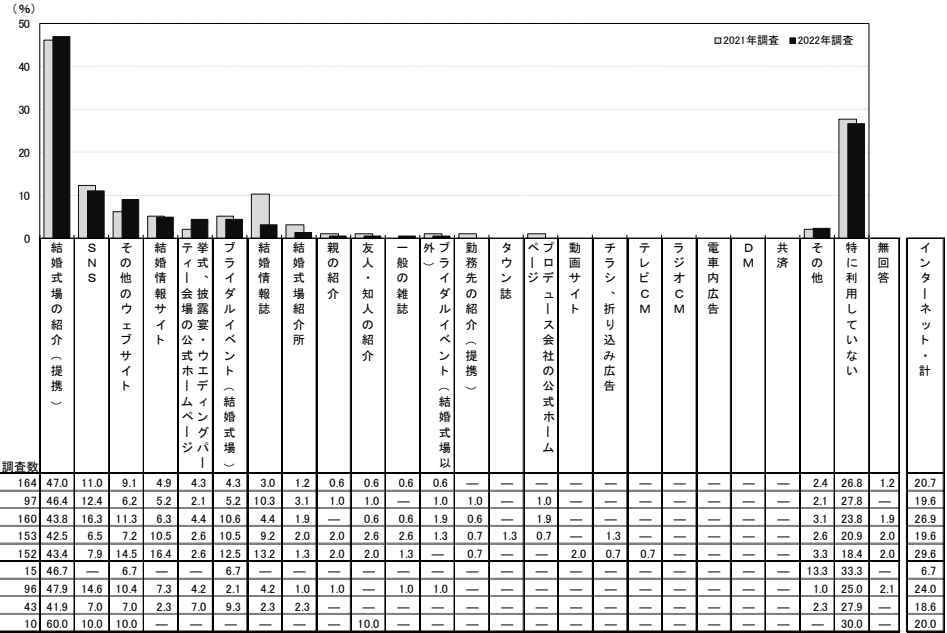 (％)
50
40
30
20
10
0
□2021年調査 ■2022年調査
結婚式場の紹介（提携）
ＳＮＳ
その他のウェブサイト
結婚情報サイト
挙式、披露宴・ウエディングパー
ティー会場の公式ホームページ
ブライダルイベント（結婚式場）
結婚情報誌
結婚式場紹介所
親の紹介
友人・知人の紹介
一般の雑誌
ブライダルイベント（結婚式場以
外）
勤務先の紹介（提携）
タウン誌
プロデュース会社の公式ホーム
ページ
動画サイト
チラシ、折り込み広告
テレビＣＭ
ラジオＣＭ
電車内広告
ＤＭ
共済
その他
特に利用していない
無回答
インターネット・計
調査数
164 47.0 11.0 9.1 4.9 4.3 4.3 3.0 1.2 0.6 0.6 0.6 0.6 — — — — — — — — — — 2.4 26.8 1.2 20.7
97 46.4 12.4 6.2 5.2 2.1 5.2 10.3 3.1 1.0 1.0 — 1.0 1.0 — 1.0 — — — — — — — 2.1 27.8 — 19.6
160 43.8 16.3 11.3 6.3 4.4 10.6 4.4 1.9 — 0.6 0.6 1.9 0.6 — 1.9 — — — — — — — 3.1 23.8 1.9 26.9
153 42.5 6.5 7.2 10.5 2.6 10.5 9.2 2.0 2.0 2.6 2.6 1.3 0.7 1.3 0.7 — 1.3 — — — — — 2.6 20.9 2.0 19.6
152 43.4 7.9 14.5 16.4 2.6 12.5 13.2 1.3 2.0 2.0 1.3 — 0.7 — — 2.0 0.7 0.7 — — — — 3.3 18.4 2.0 29.6
15 46.7 — 6.7 — — 6.7 — — — — — — — — — — — — — — — — 13.3 33.3 — 6.7
96 47.9 14.6 10.4 7.3 4.2 2.1 4.2 1.0 1.0 — 1.0 1.0 — — — — — — — — — — 1.0 25.0 2.1 24.0
43 41.9 7.0 7.0 2.3 7.0 9.3 2.3 2.3 — — — — — — — — — — — — — — 2.3 27.9 — 18.6
10 60.0 10.0 10.0 — — — — — — 10.0 — — — — — — — — — — — — — 30.0 — 20.0